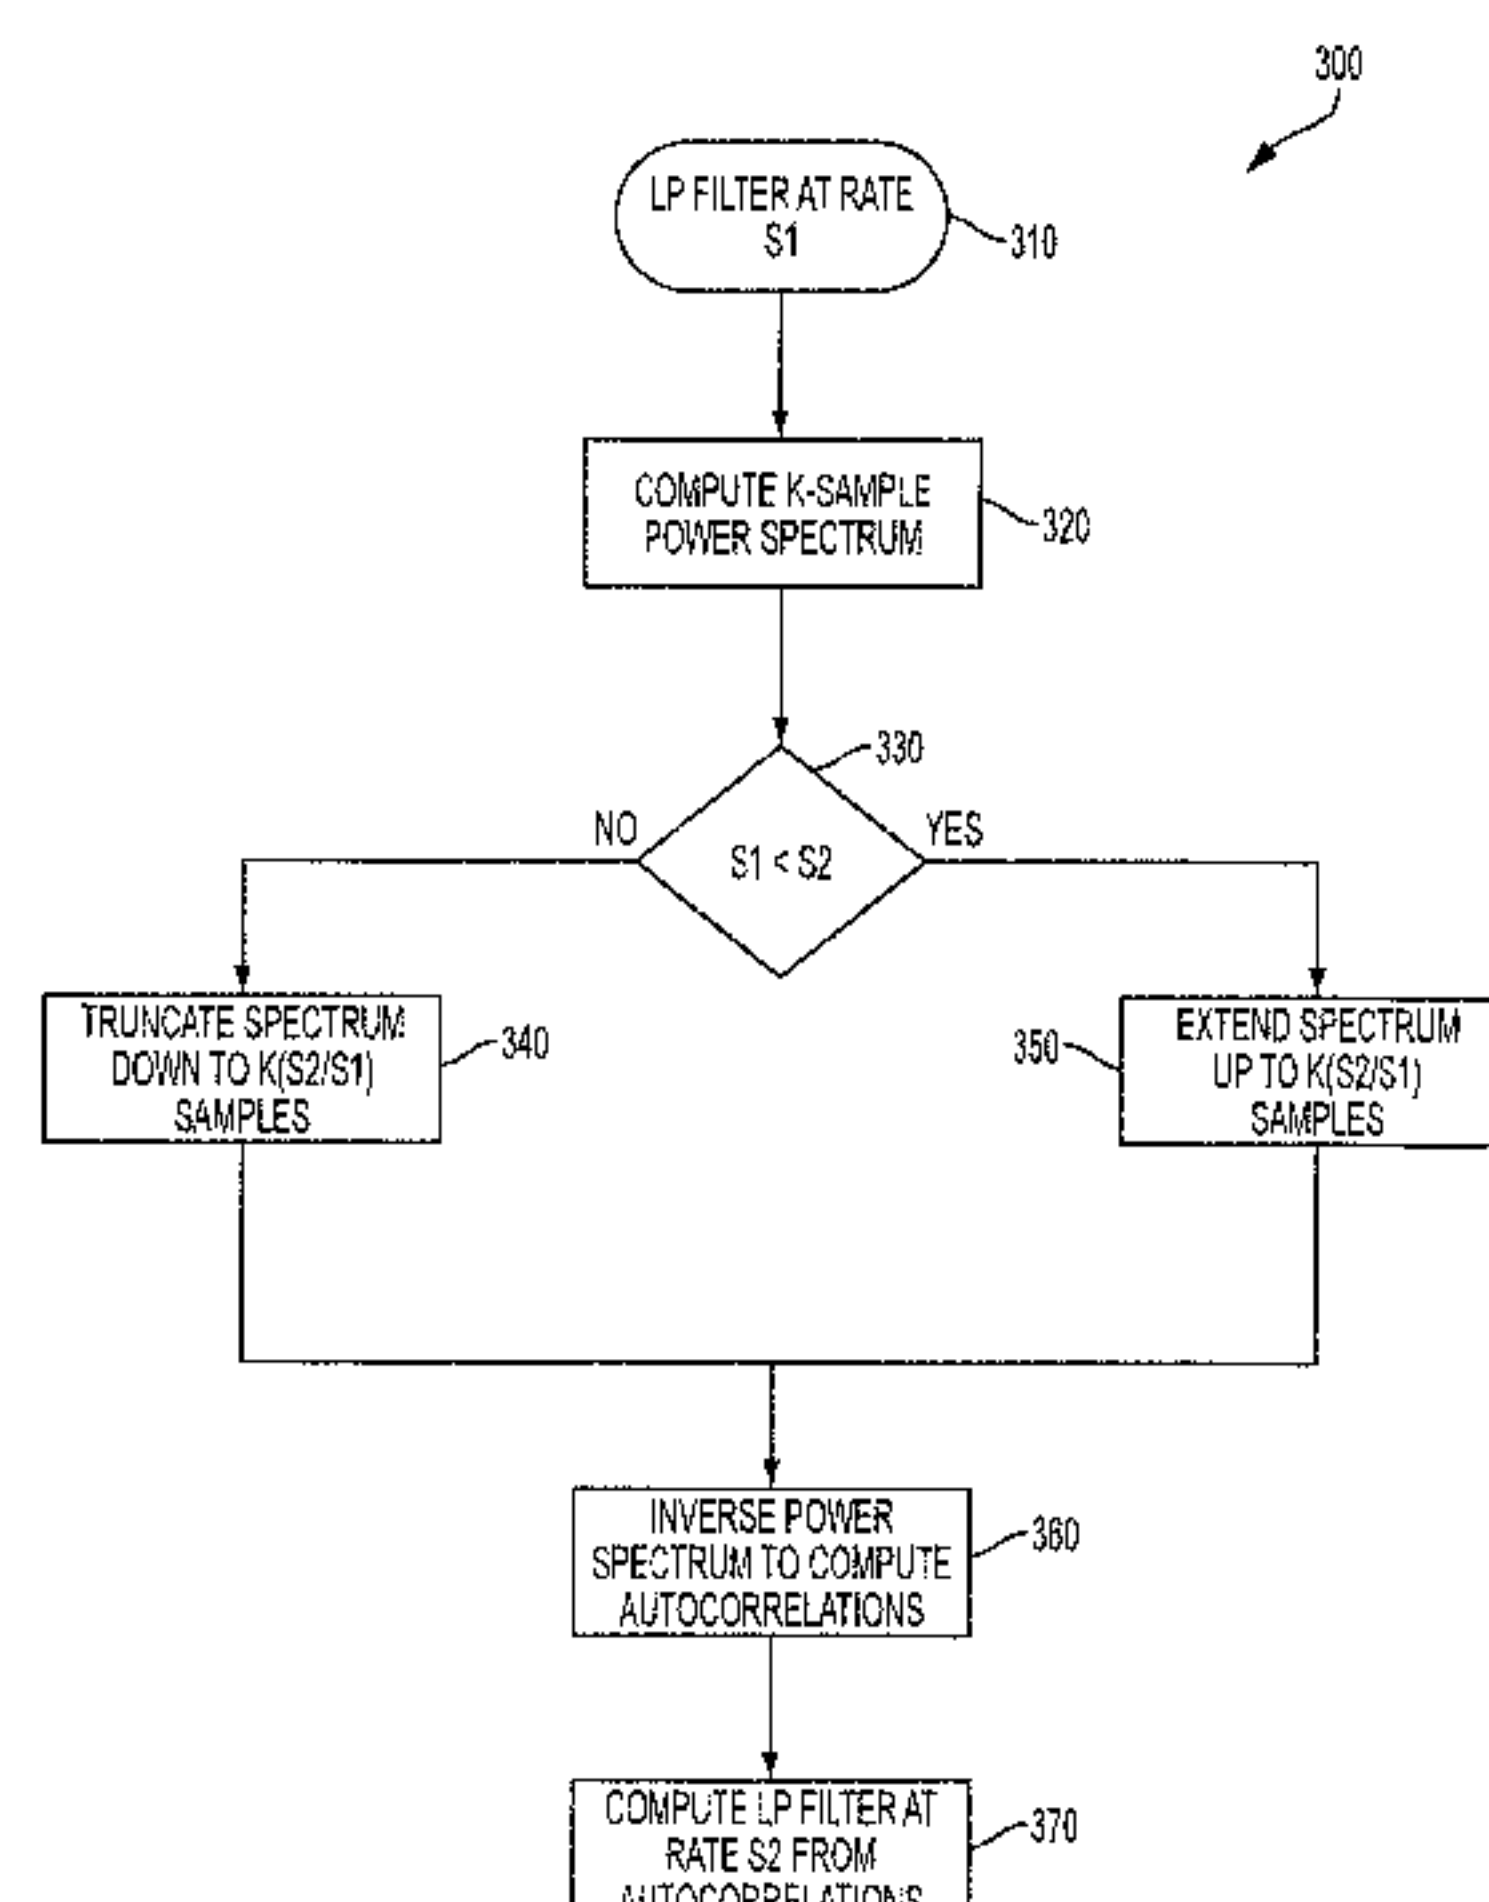 300
LP FILTER AT RATE
S1
310
COMPUTE K-SAMPLE
POWER SPECTRUM
320
330
NO
YES
S1 < S2
TRUNCATE SPECTRUM
DOWN TO K(S2/S1)
SAMPLES
340
350
EXTEND SPECTRUM
UP TO K(S2/S1)
SAMPLES
INVERSE POWER
SPECTRUM TO COMPUTE
AUTOCORRELATIONS
360
COMPUTE LP FILTER AT
RATE S2 FROM
AUTOCORRELATIONS
370